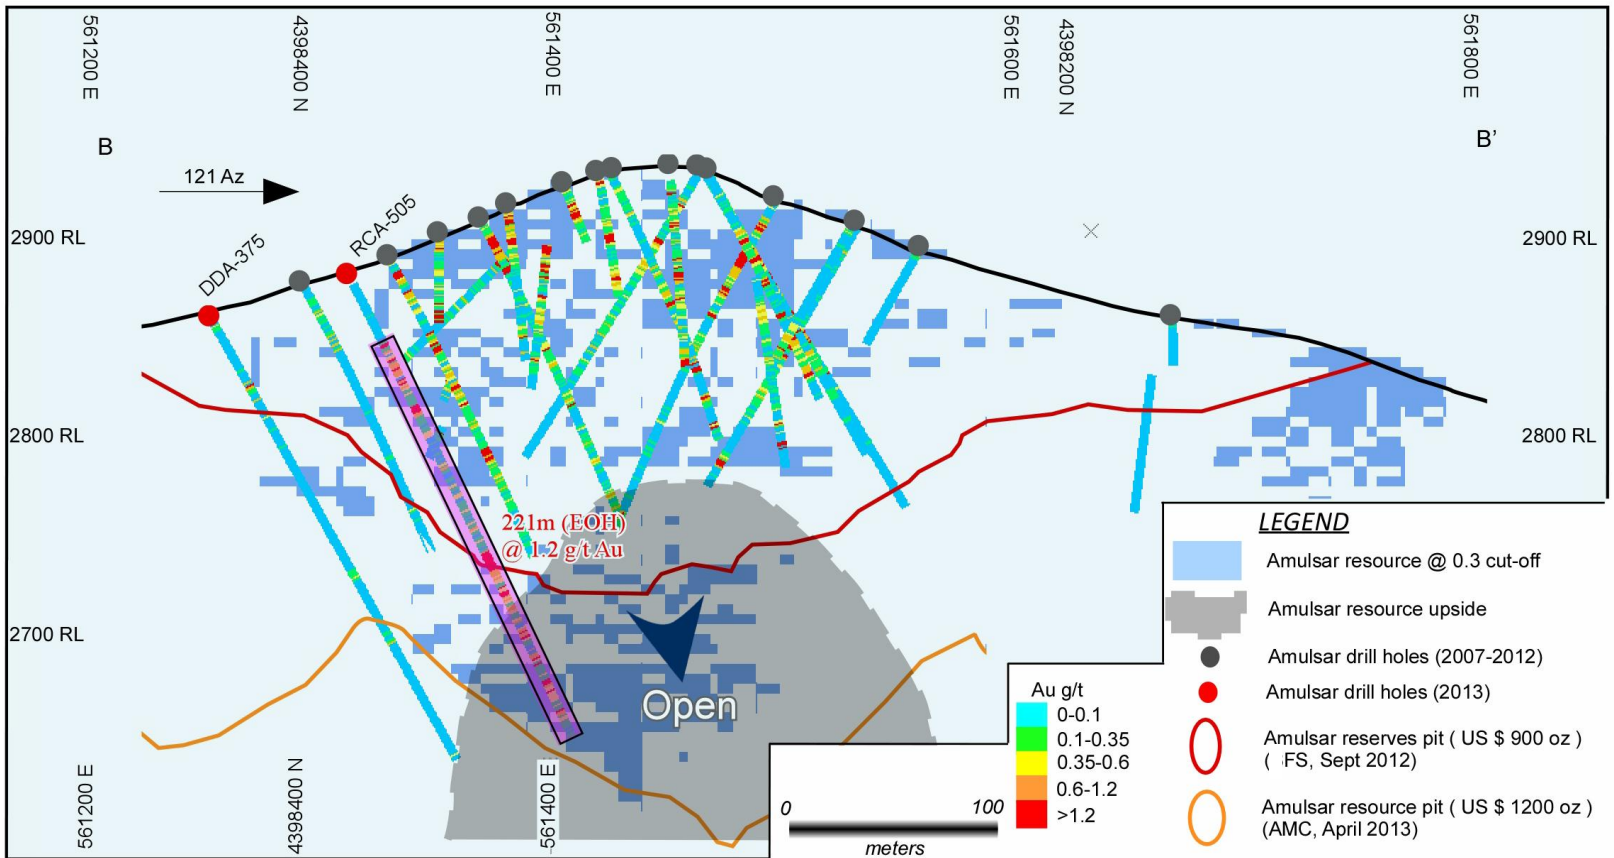 561200 E
4398400 N
561400 E
561600 E
4398200 N
561800 E
B
B'
121 Az
RCA-505
DDA-375
2900 RL
2900 RL
2800 RL
2800 RL
221m (EOH)
@ 1.2 g/t Au
2700 RL
Open
561200 E
4398400 N
561400 E
0
100
meters
Au g/t
0-0.1
0.1-0.35
0.35-0.6
0.6-1.2
>1.2
LEGEND
Amulsar resource @ 0.3 cut-off
Amulsar resource upside
Amulsar drill holes (2007-2012)
Amulsar drill holes (2013)
Amulsar reserves pit ( US $ 900 oz )
FS, Sept 2012)
Amulsar resource pit ( US $ 1200 oz )
(AMC, April 2013)